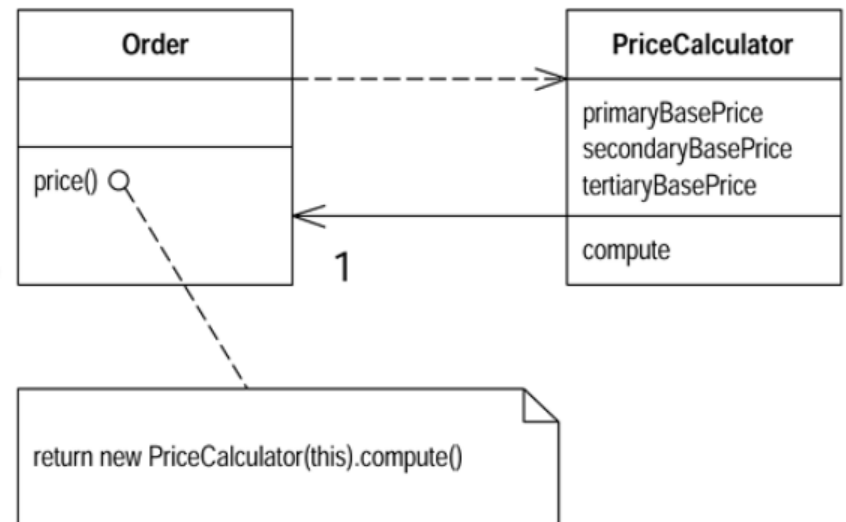 Order
price()
PriceCalculator
primaryBasePrice
secondaryBasePrice
tertiaryBasePrice
compute
1
return new PriceCalculator(this).compute()